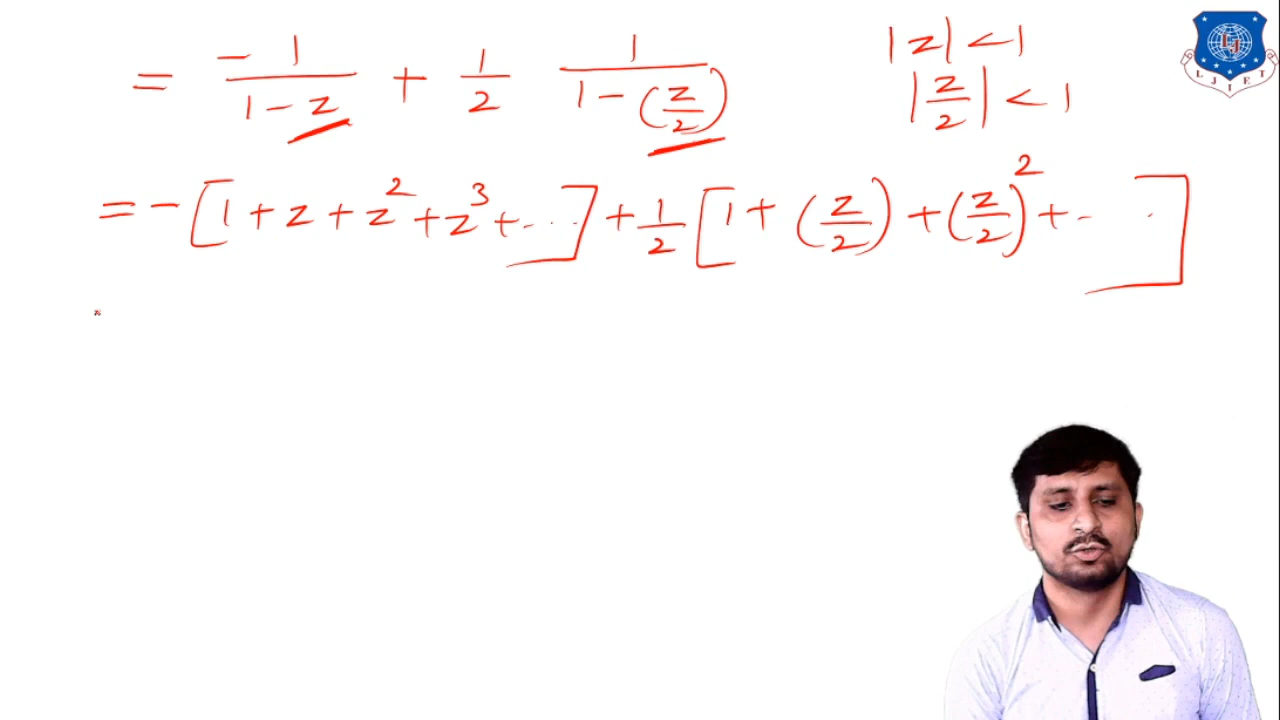 = -1/(1-z) + 1/2 1/(1-(z/2)) |z| < 1
|z/2| < 1
= -[1 + z + z² + z³ + ...] + 1/2 [1 + (z/2) + (z/2)² + - ..]
LJIET